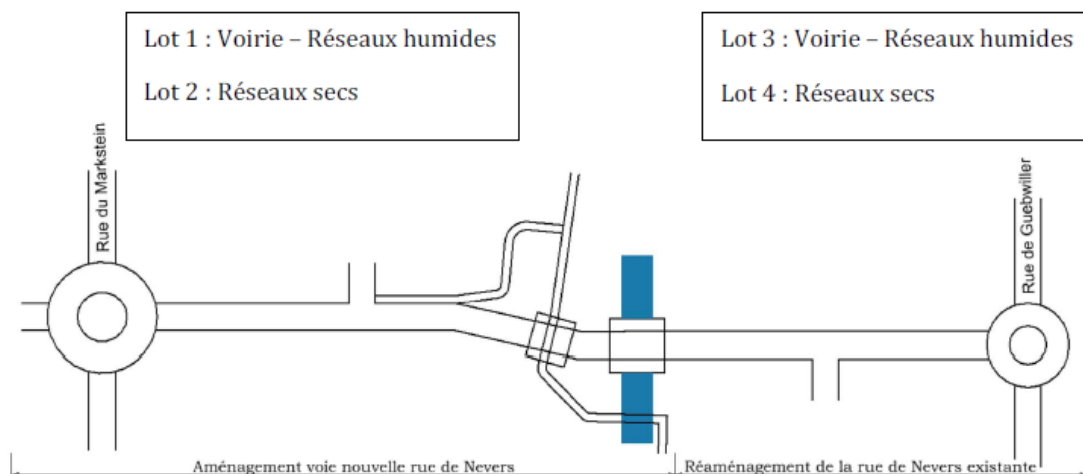 Lot 1 : Voirie – Réseaux humides
Lot 2 : Réseaux secs
Lot 3 : Voirie – Réseaux humides
Lot 4 : Réseaux secs
Rue du Markstein
Rue de Guebwiller
Aménagement voie nouvelle rue de Nevers
Réaménagement de la rue de Nevers existante